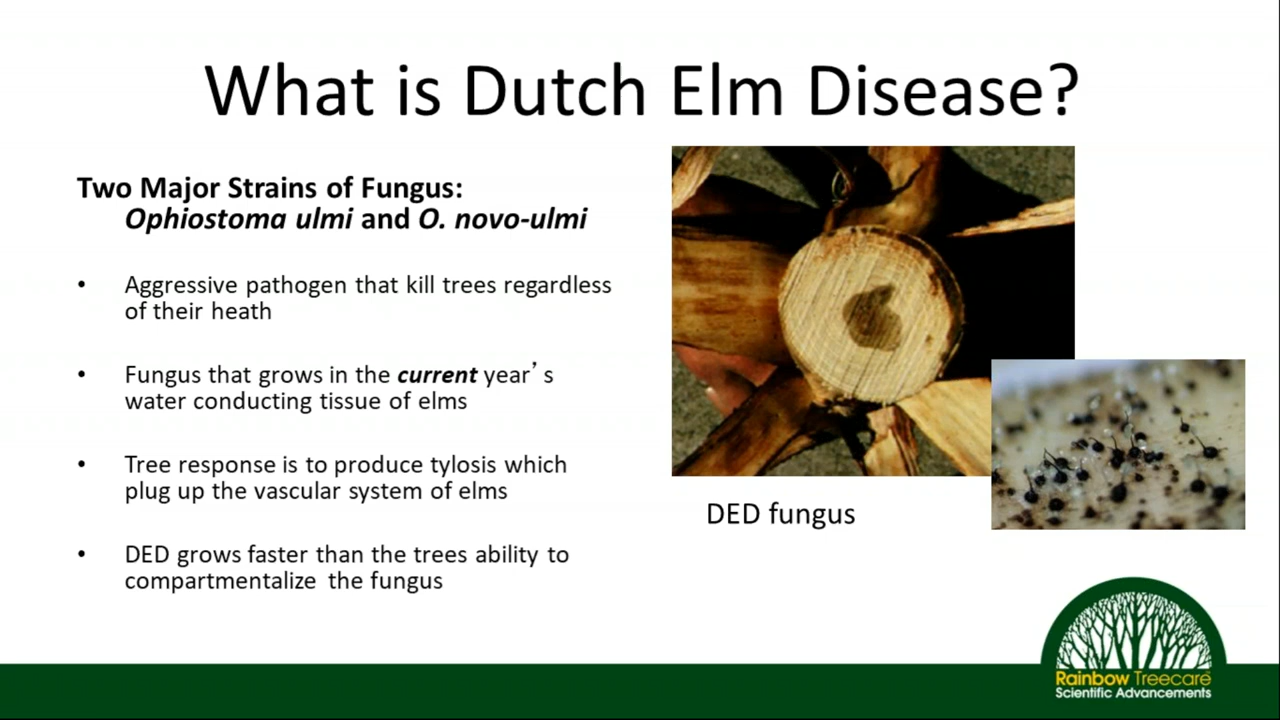 What is Dutch Elm Disease?
Two Major Strains of Fungus:
Ophiostoma ulmi and O. novo-ulmi
• Aggressive pathogen that kill trees regardless
of their heath
• Fungus that grows in the current year’ s
water conducting tissue of elms
• Tree response is to produce tylosis which
plug up the vascular system of elms
• DED grows faster than the trees ability to
compartmentalize the fungus
DED fungus
Rainbow Treecare
Scientific Advancements